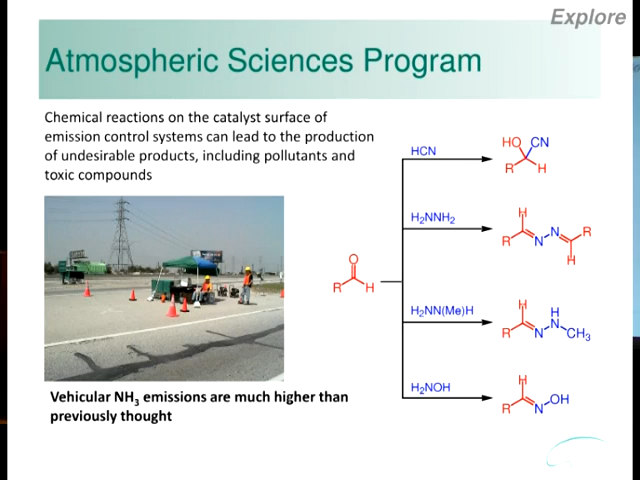 Explore
Atmospheric Sciences Program
Chemical reactions on the catalyst surface of
emission control systems can lead to the production
of undesirable products, including pollutants and
toxic compounds
HCN
HO CN
R H
H₂NNH₂
H
R N N R
H
O
R H
H₂NN(Me)H
H
R N N H CH₃
H₂NOH
H
R N OH
Vehicular NH₃ emissions are much higher than
previously thought